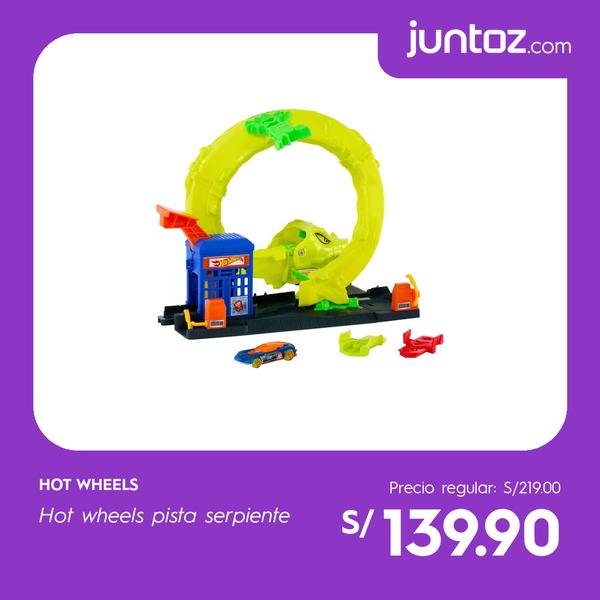 juntoz.com
HOT WHEELS
Hot wheels pista serpiente
Precio regular: S/219.00
S/139.90